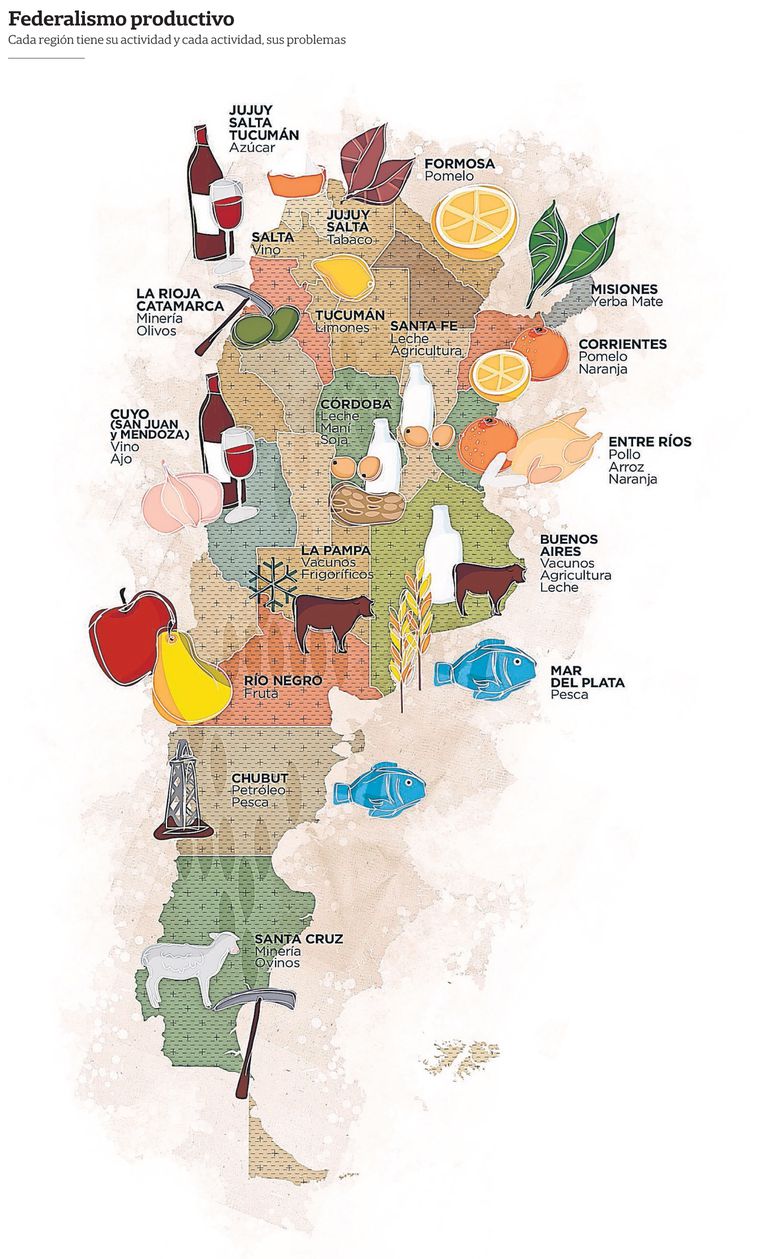 Federalismo productivo
Cada región tiene su actividad y cada actividad, sus problemas
JUJUY
SALTA
TUCUMÁN
Azúcar
FORMOSA
Pomelo
JUJUY
SALTA
Tabaco
SALTA
Vino
MISIONES
Yerba Mate
LA RIOJA
CATAMARCA
Minería
Olivos
TUCUMÁN
Limones
SANTA FE
Leche
Agricultura
CORRIENTES
Pomelo
Naranja
CÓRDOBA
Leche
Maní
Soja
CUYO
(SAN JUAN
y MENDOZA)
Vino
Ajo
ENTRE RÍOS
Pollo
Arroz
Naranja
BUENOS
AIRES
Vacunos
Agricultura
Leche
LA PAMPA
Vacunos
Frigoríficos
RÍO NEGRO
Fruta
MAR
DEL PLATA
Pesca
CHUBUT
Petróleo
Pesca
SANTA CRUZ
Minería
Ovinos